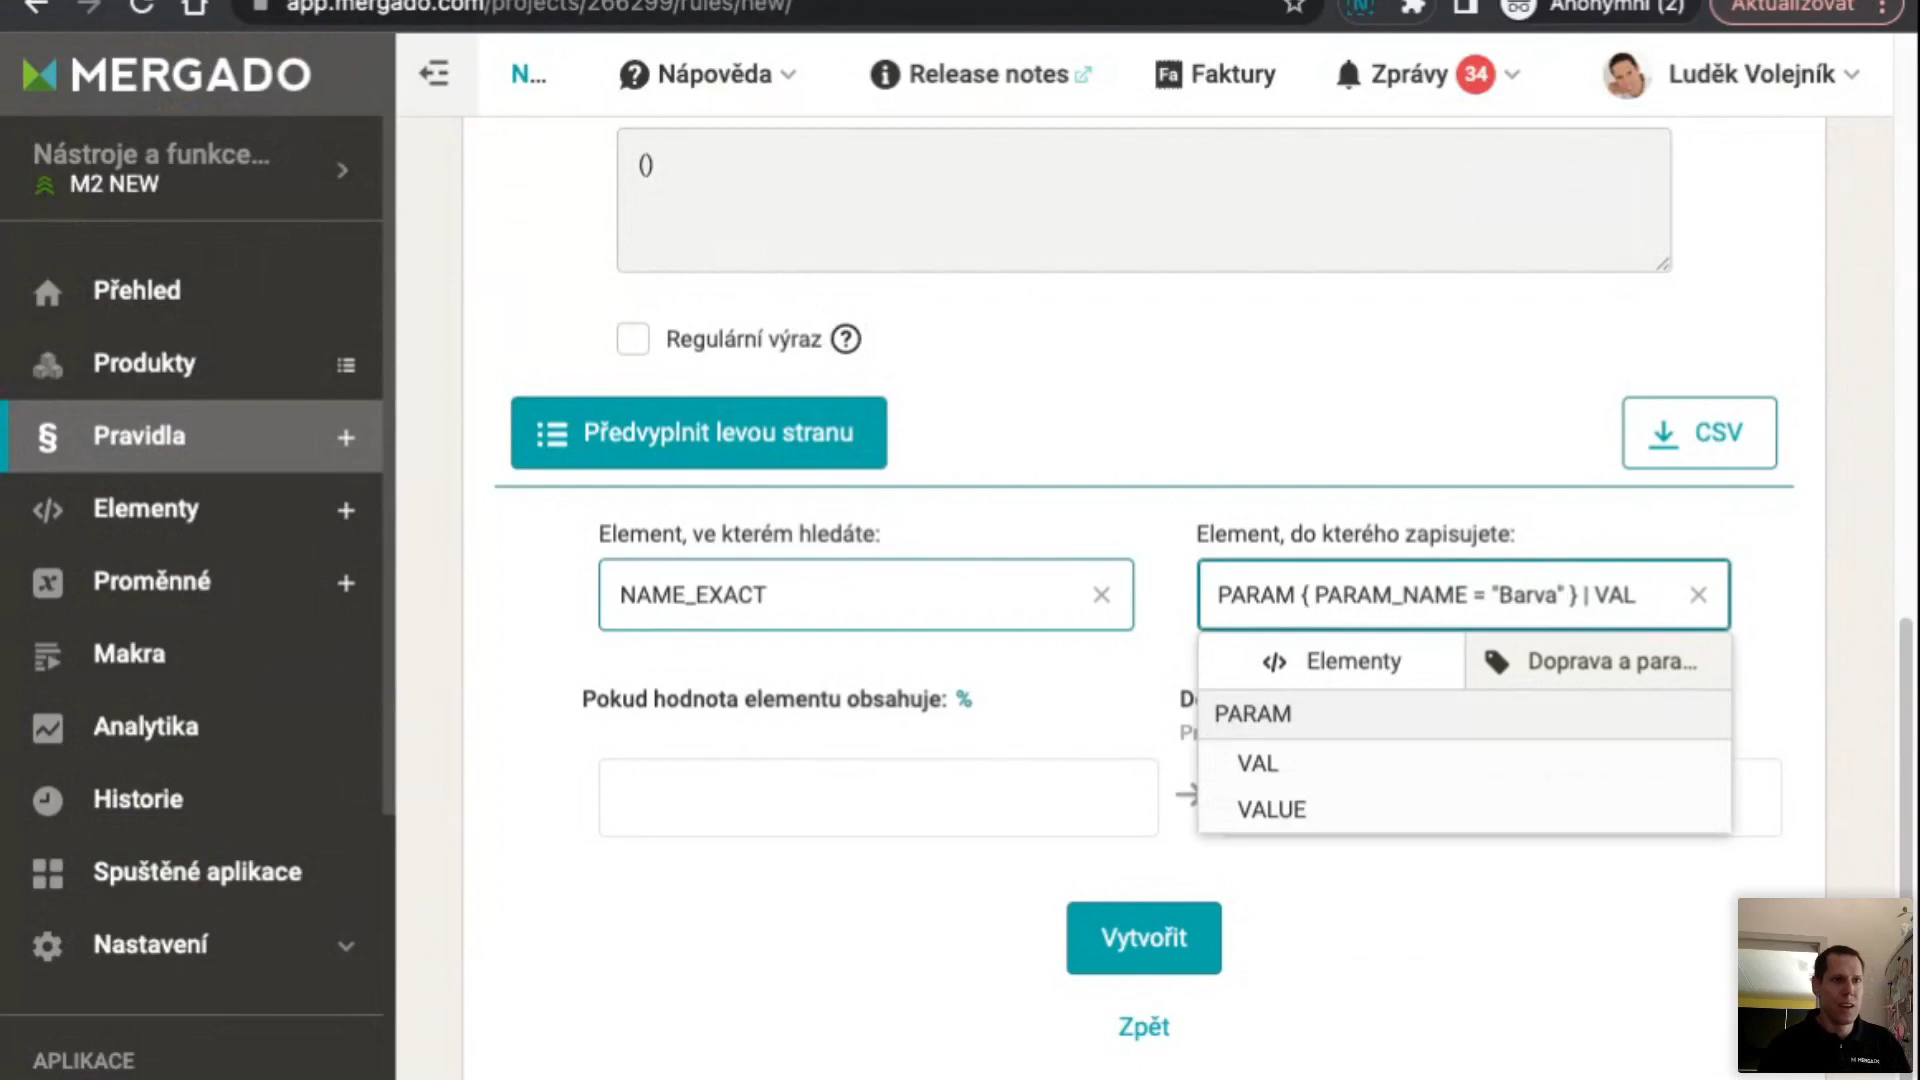 app.mergado.com/projects/266299/rules/new/
Anonymní (2)
Aktualizovat
MERGADO
N...
Nápověda
Release notes
Fa Faktury
Zprávy 34
Luděk Volejník
Nástroje a funkce...
M2 NEW
Přehled
Produkty
Pravidla
Elementy
Proměnné
Makra
Analytika
Historie
Spuštěné aplikace
Nastavení
APLIKACE
()
Regulární výraz
Předvyplnit levou stranu
CSV
Element, ve kterém hledáte:
Element, do kterého zapisujete:
NAME_EXACT
PARAM { PARAM_NAME = "Barva" } | VAL
Elementy
Doprava a para...
Pokud hodnota elementu obsahuje: %
PARAM
VAL
VALUE
Vytvořit
Zpět
MERGADO